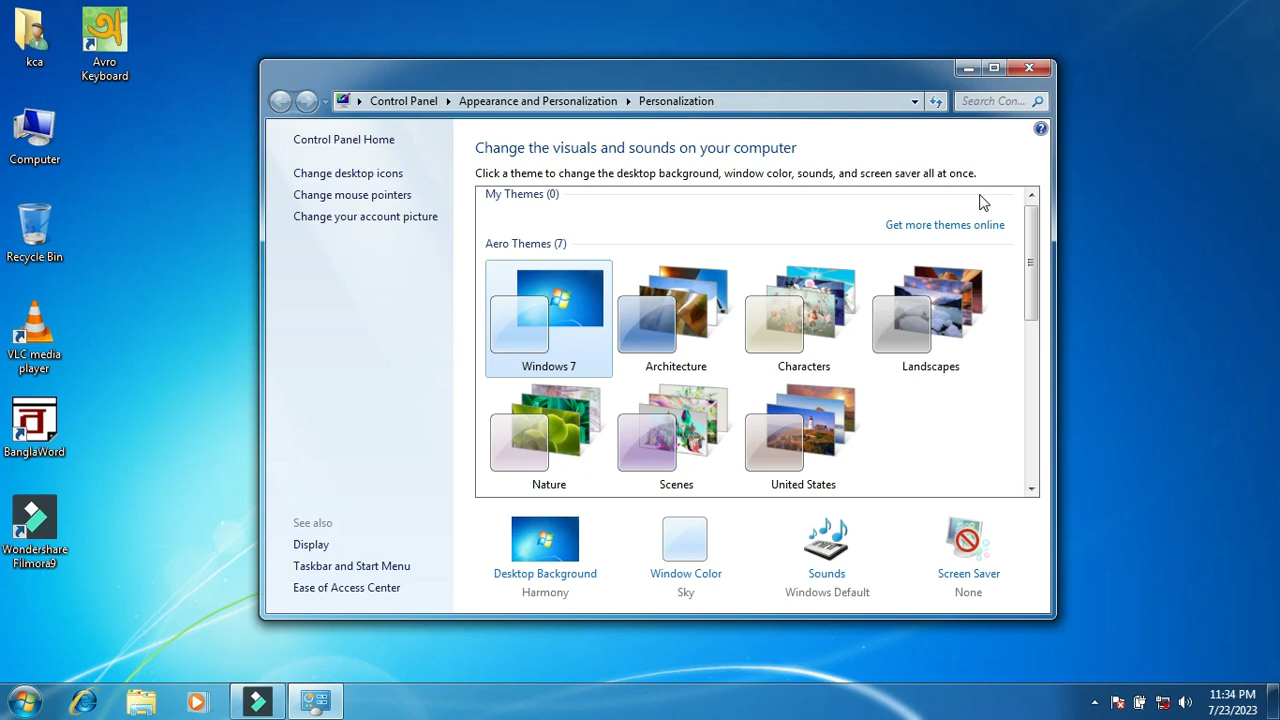 kca
Avro
Keyboard
Computer
Recycle Bin
VLC media
player
BanglaWord
Wondershare
Filmora9
Control Panel
Appearance and Personalization
Personalization
Search Con...
Control Panel Home
Change desktop icons
Change mouse pointers
Change your account picture
See also
Display
Taskbar and Start Menu
Ease of Access Center
Change the visuals and sounds on your computer
Click a theme to change the desktop background, window color, sounds, and screen saver all at once.
My Themes (0)
Get more themes online
Aero Themes (7)
Windows 7
Architecture
Characters
Landscapes
Nature
Scenes
United States
Desktop Background
Harmony
Window Color
Sky
Sounds
Windows Default
Screen Saver
None
11:34 PM
7/23/2023